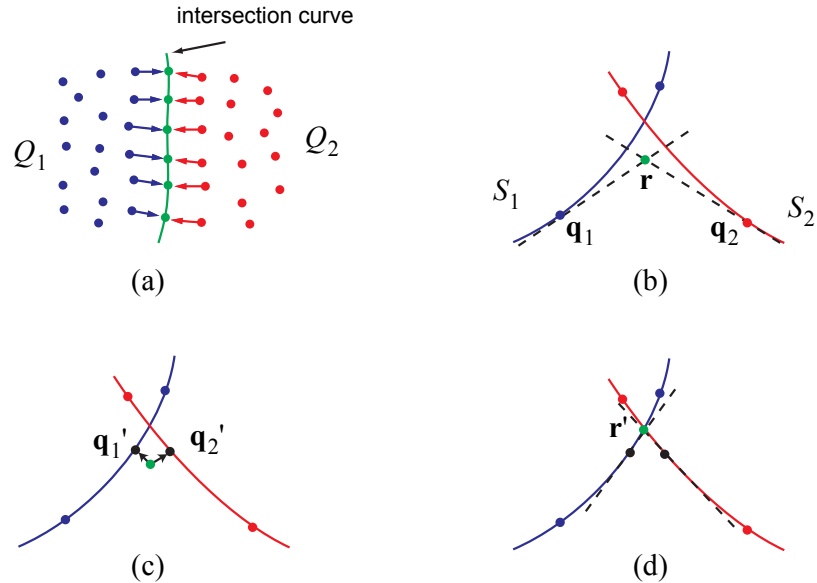 intersection curve
Q1 Q2
(a)
S1 r S2
q1 q2
(b)
q1' q2'
(c)
r'
(d)